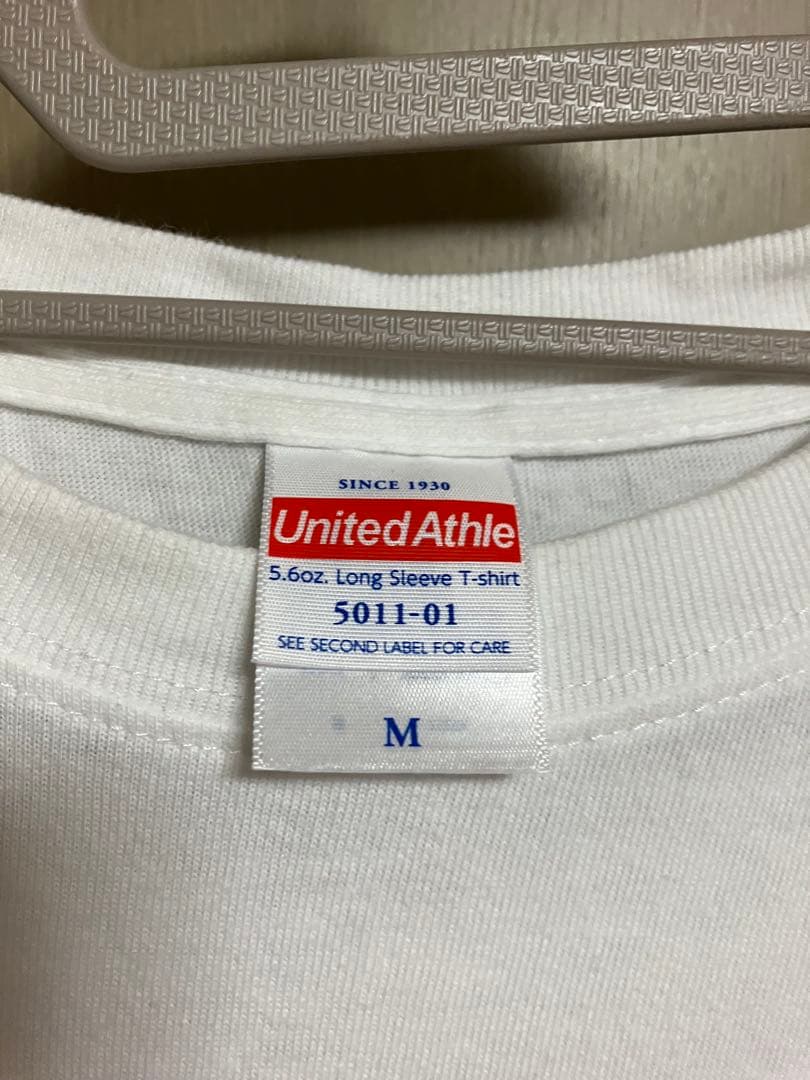 SINCE 1930
United Athle
5.6oz. Long Sleeve T-shirt
5011-01
SEE SECOND LABEL FOR CARE
M